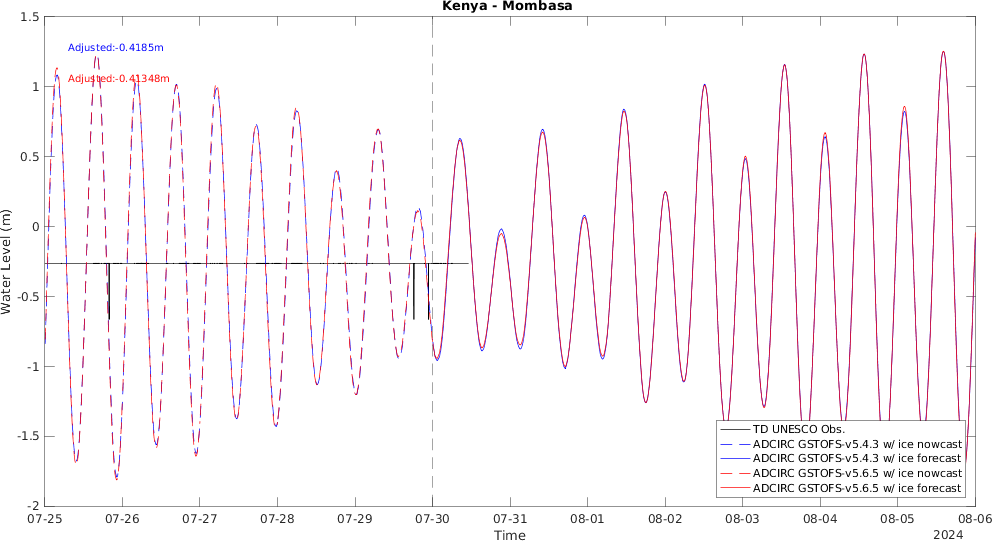 Kenya - Mombasa
1.5
1
0.5
0
-0.5
-1
-1.5
-2
Water Level (m)
Adjusted:-0.4185m
Adjusted:-0.41348m
TD UNESCO Obs.
ADCIRC GSTOFS-v5.4.3 w/ ice nowcast
ADCIRC GSTOFS-v5.4.3 w/ ice forecast
ADCIRC GSTOFS-v5.6.5 w/ ice nowcast
ADCIRC GSTOFS-v5.6.5 w/ ice forecast
07-25 07-26 07-27 07-28 07-29 07-30 07-31 08-01 08-02 08-03 08-04 08-05 08-06
Time
2024